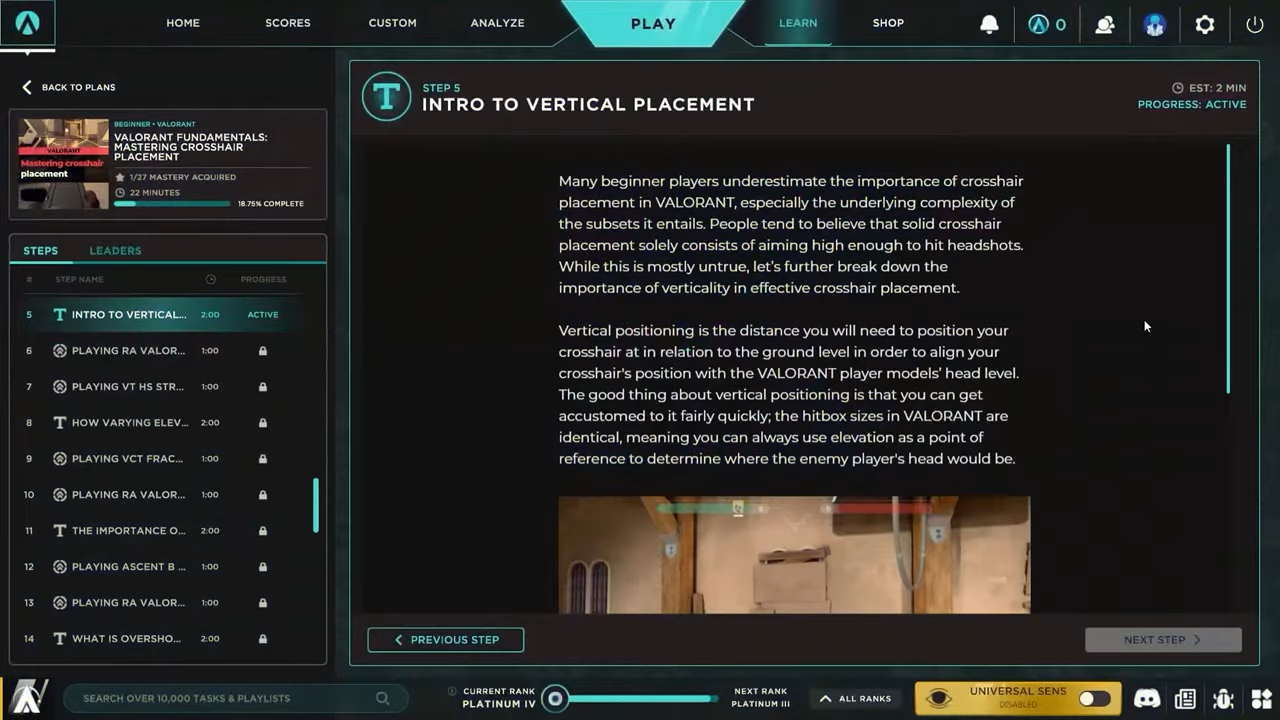 HOME
SCORES
CUSTOM
ANALYZE
PLAY
LEARN
SHOP
0
BACK TO PLANS
VALORANT
Mastering crosshair
placement
BEGINNER • VALORANT
VALORANT FUNDAMENTALS:
MASTERING CROSSHAIR
PLACEMENT
1/27 MASTERY ACQUIRED
22 MINUTES
18.75% COMPLETE
STEPS LEADERS
# STEP NAME PROGRESS
5 INTRO TO VERTICAL... 2:00 ACTIVE
6 PLAYING RA VALOR... 1:00
7 PLAYING VT HS STR... 1:00
8 HOW VARYING ELEV... 2:00
9 PLAYING VCT FRAC... 1:00
10 PLAYING RA VALOR... 1:00
11 THE IMPORTANCE O... 2:00
12 PLAYING ASCENT B ... 1:00
13 PLAYING RA VALOR... 1:00
14 WHAT IS OVERSHO... 2:00
T
STEP 5
INTRO TO VERTICAL PLACEMENT
EST: 2 MIN
PROGRESS: ACTIVE
Many beginner players underestimate the importance of crosshair
placement in VALORANT, especially the underlying complexity of
the subsets it entails. People tend to believe that solid crosshair
placement solely consists of aiming high enough to hit headshots.
While this is mostly untrue, let's further break down the
importance of verticality in effective crosshair placement.
Vertical positioning is the distance you will need to position your
crosshair at in relation to the ground level in order to align your
crosshair's position with the VALORANT player models' head level.
The good thing about vertical positioning is that you can get
accustomed to it fairly quickly; the hitbox sizes in VALORANT are
identical, meaning you can always use elevation as a point of
reference to determine where the enemy player's head would be.
PREVIOUS STEP
NEXT STEP
SEARCH OVER 10,000 TASKS & PLAYLISTS
CURRENT RANK
PLATINUM IV
NEXT RANK
PLATINUM III
ALL RANKS
UNIVERSAL SENS
DISABLED